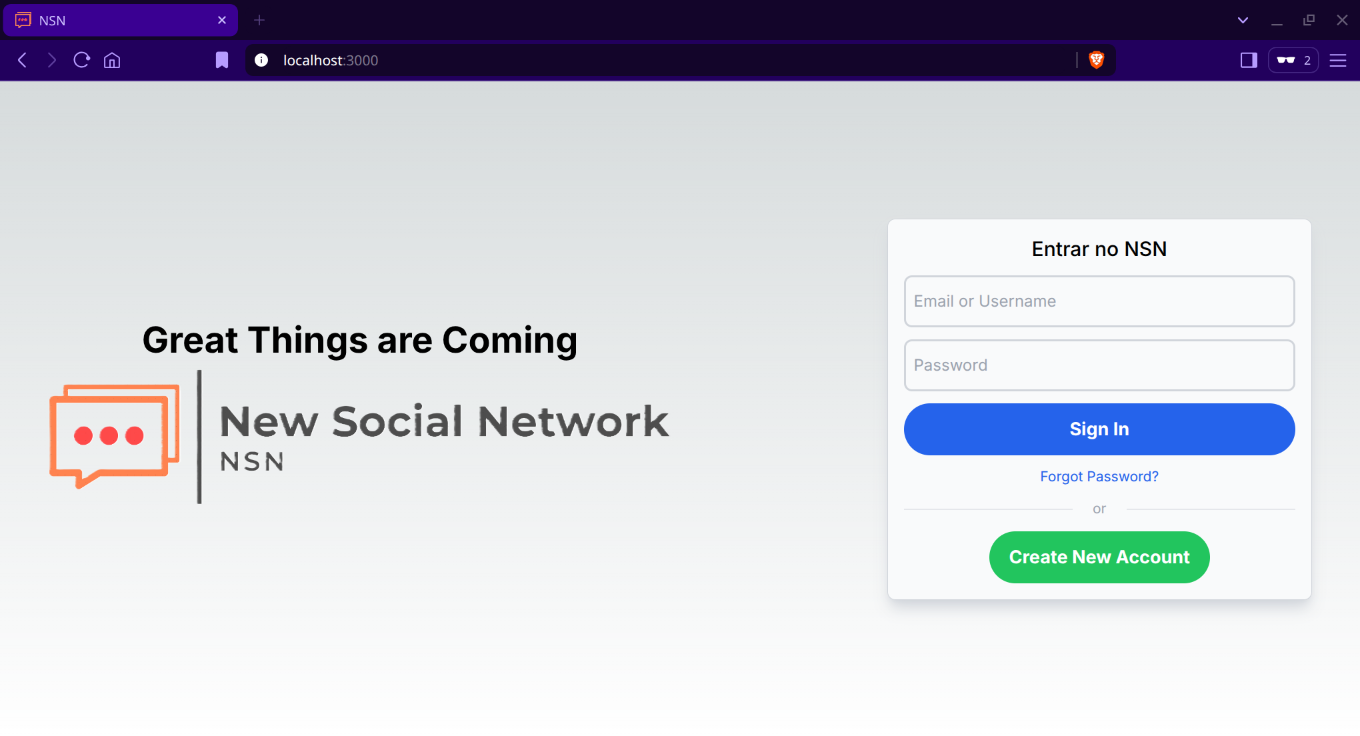 NSN
localhost:3000
2
Great Things are Coming
New Social Network
NSN
Entrar no NSN
Email or Username
Password
Sign In
Forgot Password?
or
Create New Account